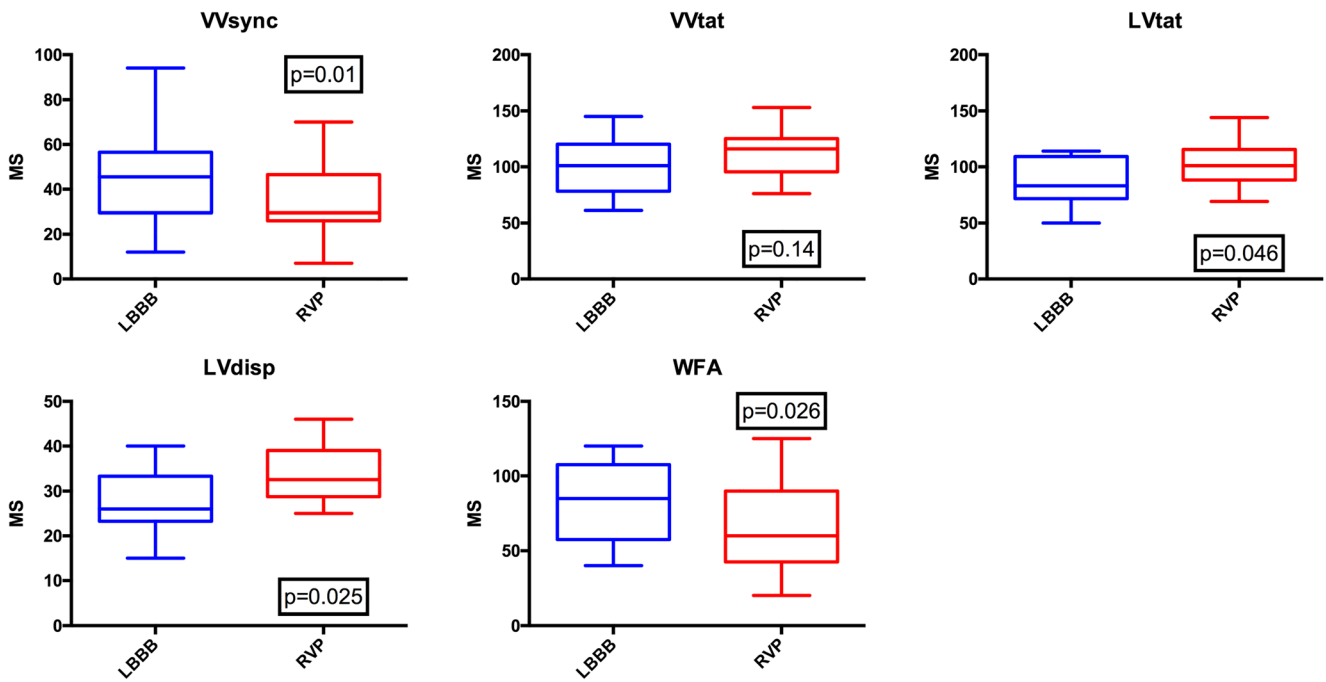 VVsync
100
80
60
40
20
0
MS
p=0.01
LBBB
RVP
VVtat
200
150
100
50
0
MS
p=0.14
LBBB
RVP
LVtat
200
150
100
50
0
MS
p=0.046
LBBB
RVP
LVdisp
50
40
30
20
10
0
MS
p=0.025
LBBB
RVP
WFA
150
100
50
0
MS
p=0.026
LBBB
RVP